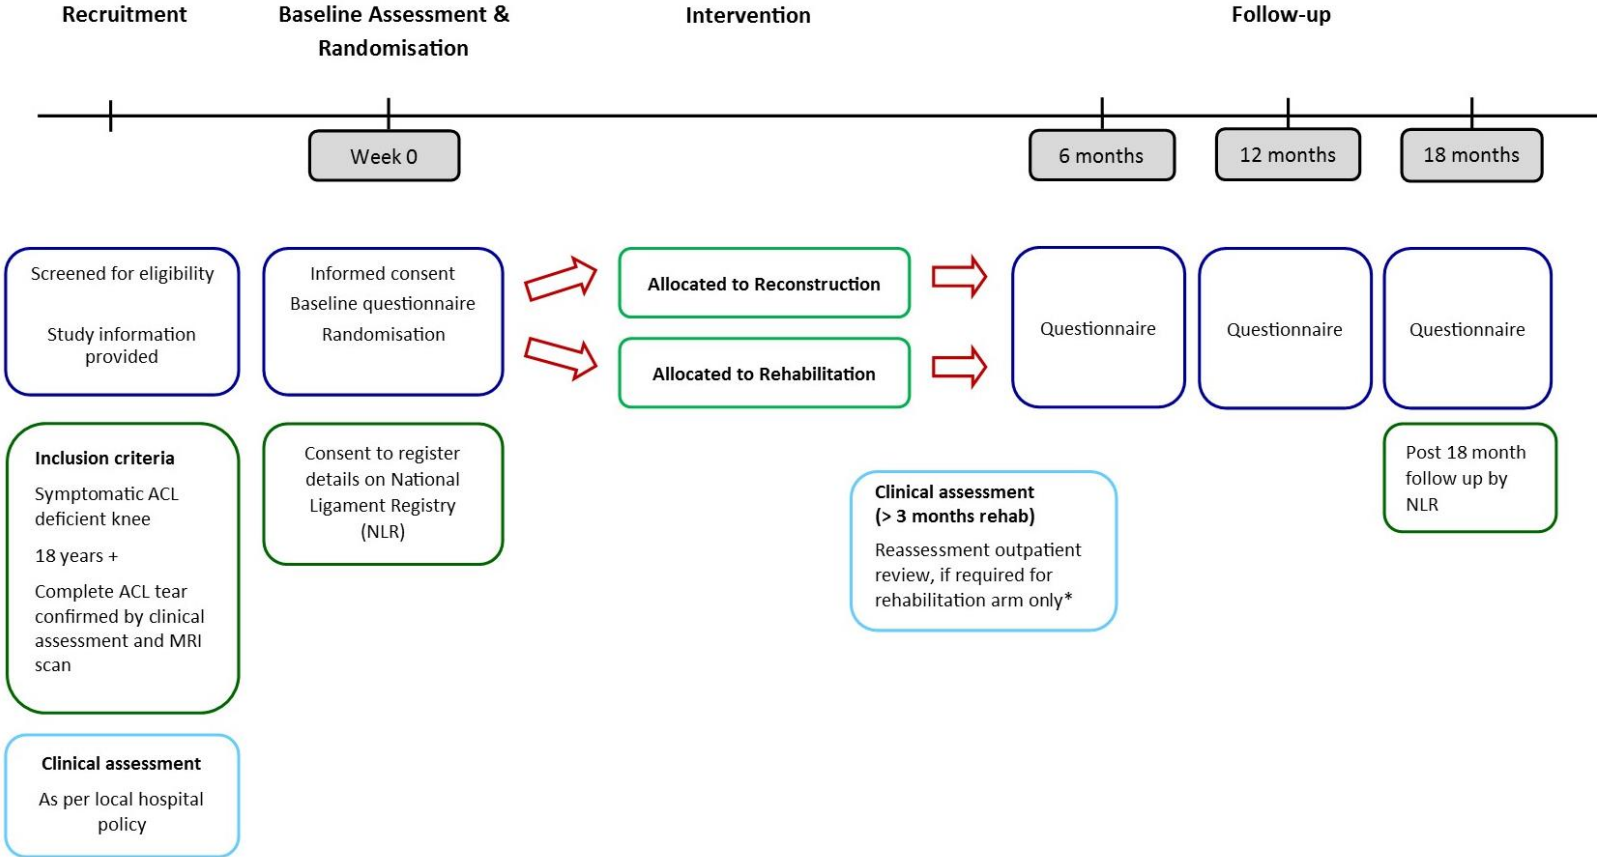 Recruitment
Baseline Assessment &
Randomisation
Intervention
Follow-up
Week 0
6 months
12 months
18 months
Screened for eligibility
Study information
provided
Informed consent
Baseline questionnaire
Randomisation
Allocated to Reconstruction
Allocated to Rehabilitation
Questionnaire
Questionnaire
Questionnaire
Inclusion criteria
Symptomatic ACL
deficient knee
18 years +
Complete ACL tear
confirmed by clinical
assessment and MRI
scan
Consent to register
details on National
Ligament Registry
(NLR)
Clinical assessment
(> 3 months rehab)
Reassessment outpatient
review, if required for
rehabilitation arm only*
Post 18 month
follow up by
NLR
Clinical assessment
As per local hospital
policy